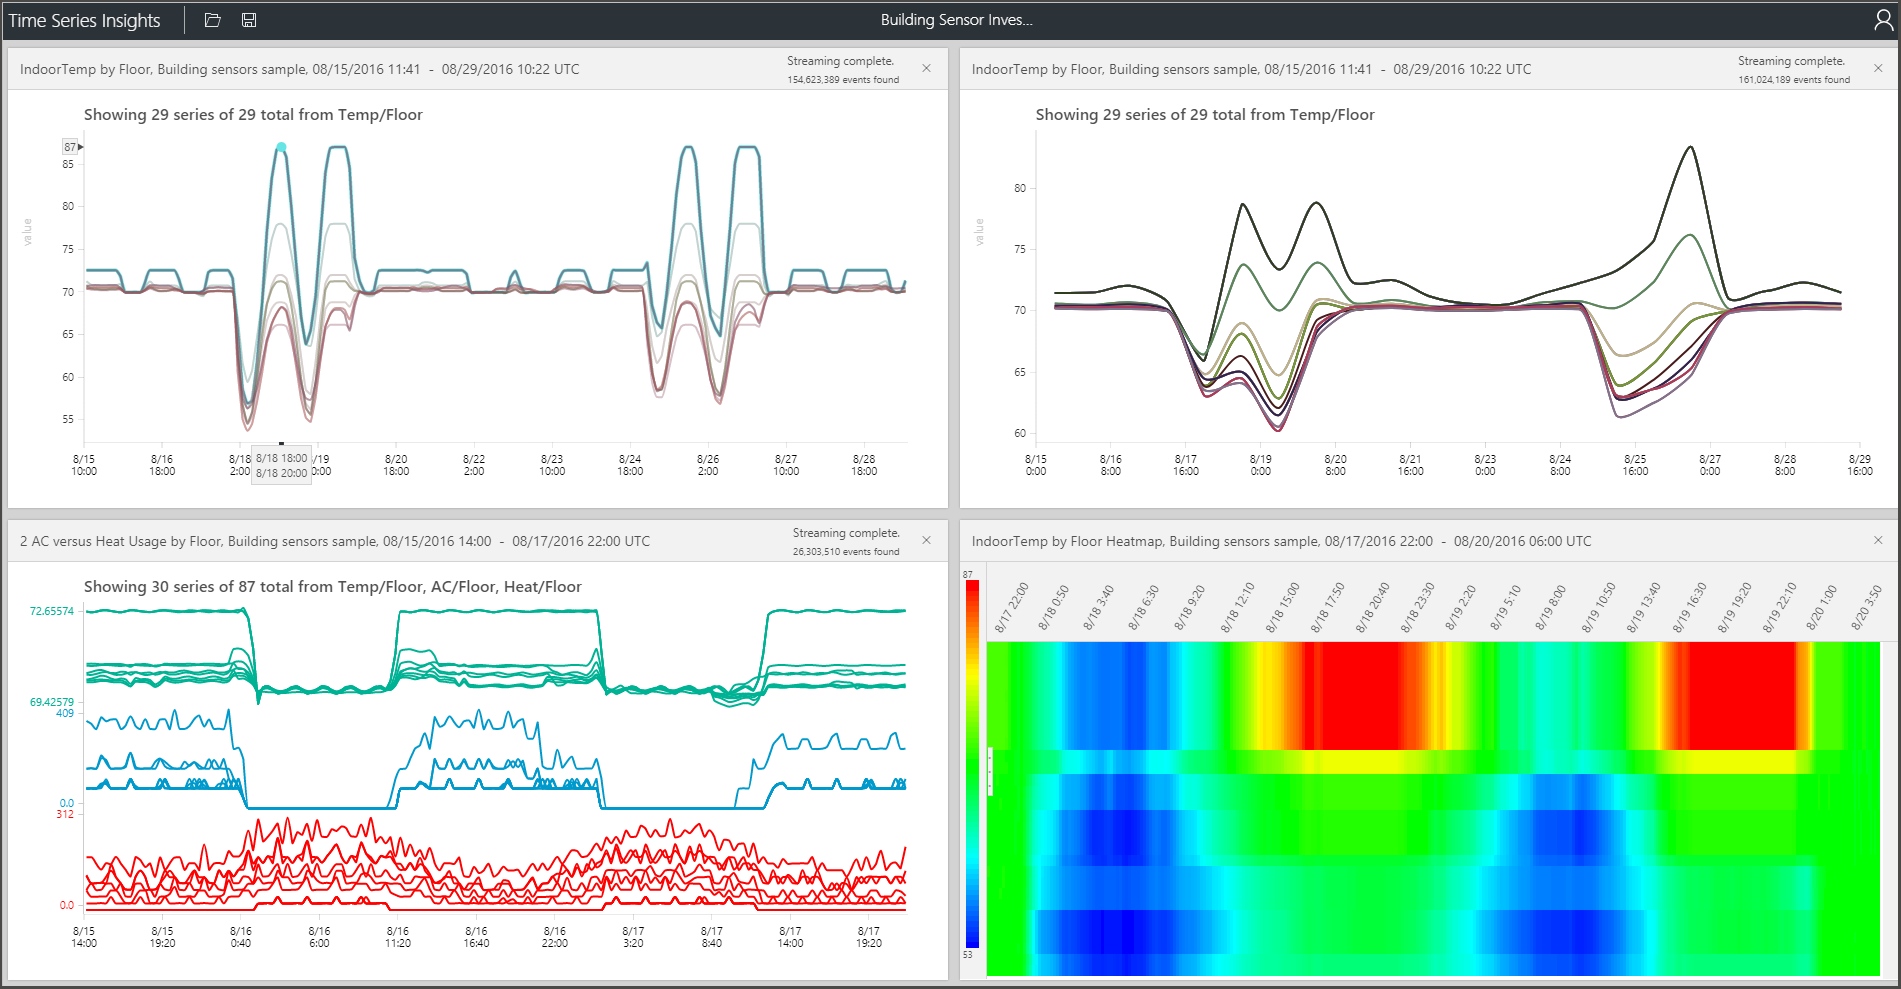 Time Series Insights
Building Sensor Inves...
IndoorTemp by Floor, Building sensors sample, 08/15/2016 11:41 - 08/29/2016 10:22 UTC
Streaming complete.
154,623,389 events found
Showing 29 series of 29 total from Temp/Floor
87
85
80
75
70
65
60
55
value
8/15 8/16 8/18 8/18 18:00 /19 8/20 8/22 8/23 8/24 8/26 8/27 8/28
10:00 18:00 2:00 8/18 20:00 0:00 18:00 2:00 10:00 18:00 2:00 10:00 18:00
IndoorTemp by Floor, Building sensors sample, 08/15/2016 11:41 - 08/29/2016 10:22 UTC
Streaming complete.
161,024,189 events found
Showing 29 series of 29 total from Temp/Floor
80
75
70
65
60
value
8/15 8/16 8/17 8/19 8/20 8/21 8/23 8/24 8/25 8/27 8/28 8/29
0:00 8:00 16:00 0:00 8:00 16:00 0:00 8:00 16:00 0:00 8:00 16:00
2 AC versus Heat Usage by Floor, Building sensors sample, 08/15/2016 14:00 - 08/17/2016 22:00 UTC
Streaming complete.
26,303,510 events found
Showing 30 series of 87 total from Temp/Floor, AC/Floor, Heat/Floor
72.65574
69.42579
409
0.0
312
0.0
8/15 8/15 8/16 8/16 8/16 8/16 8/16 8/17 8/17 8/17 8/17
14:00 19:20 0:40 6:00 11:20 16:40 22:00 3:20 8:40 14:00 19:20
IndoorTemp by Floor Heatmap, Building sensors sample, 08/17/2016 22:00 - 08/20/2016 06:00 UTC
87
53
8/17 22:00
8/18 0:50
8/18 3:40
8/18 6:30
8/18 9:20
8/18 12:10
8/18 15:00
8/18 17:50
8/18 20:40
8/18 23:30
8/19 2:20
8/19 5:10
8/19 8:00
8/19 10:50
8/19 13:40
8/19 16:30
8/19 19:20
8/19 22:10
8/20 1:00
8/20 3:50